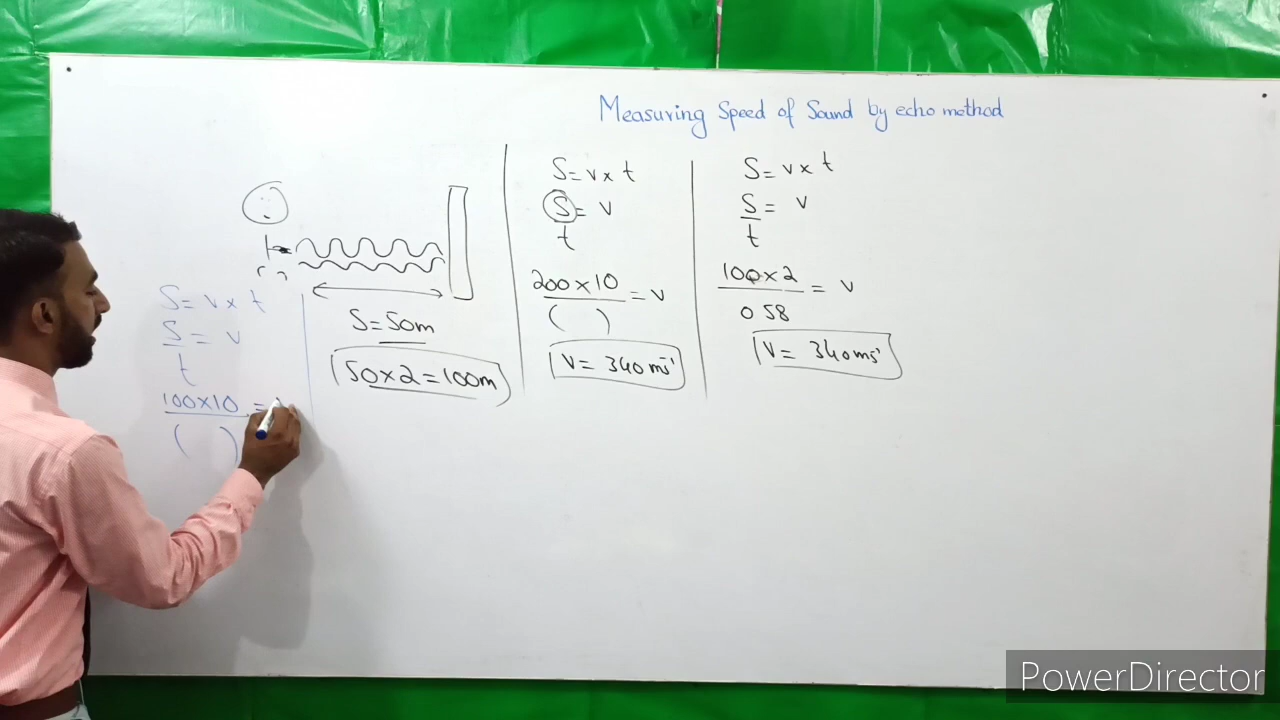 Measuring Speed of Sound by echo method
S = v x t
S = v
t
100 x 10 =
( )
S = 50m
50 x 2 = 100m
S = v x t
S = v
t
200 x 10 = v
( )
V = 340 ms⁻¹
S = v x t
S = v
t
100 x 2 = v
0 58
V = 340 ms⁻¹
PowerDirector